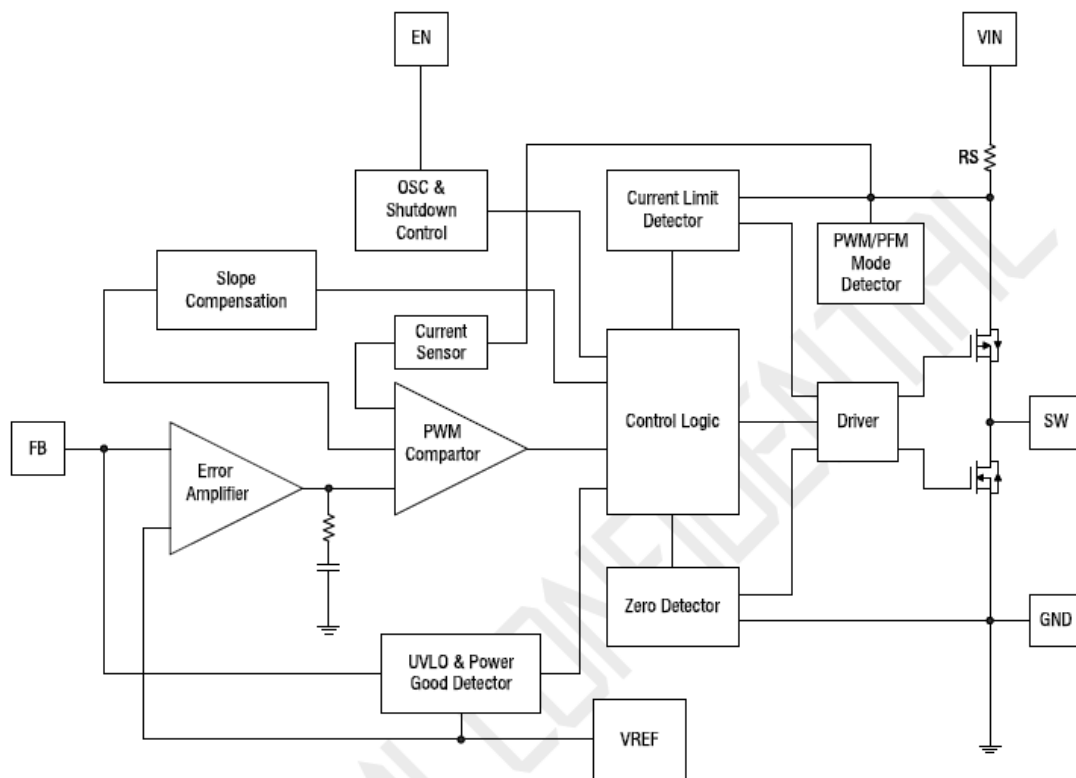 EN
VIN
RS
OSC &
Shutdown
Control
Current Limit
Detector
PWM/PFM
Mode
Detector
Slope
Compensation
Current
Sensor
FB
Error
Amplifier
PWM
Compartor
Control Logic
Driver
SW
Zero Detector
GND
UVLO & Power
Good Detector
VREF
CONFIDENTIAL